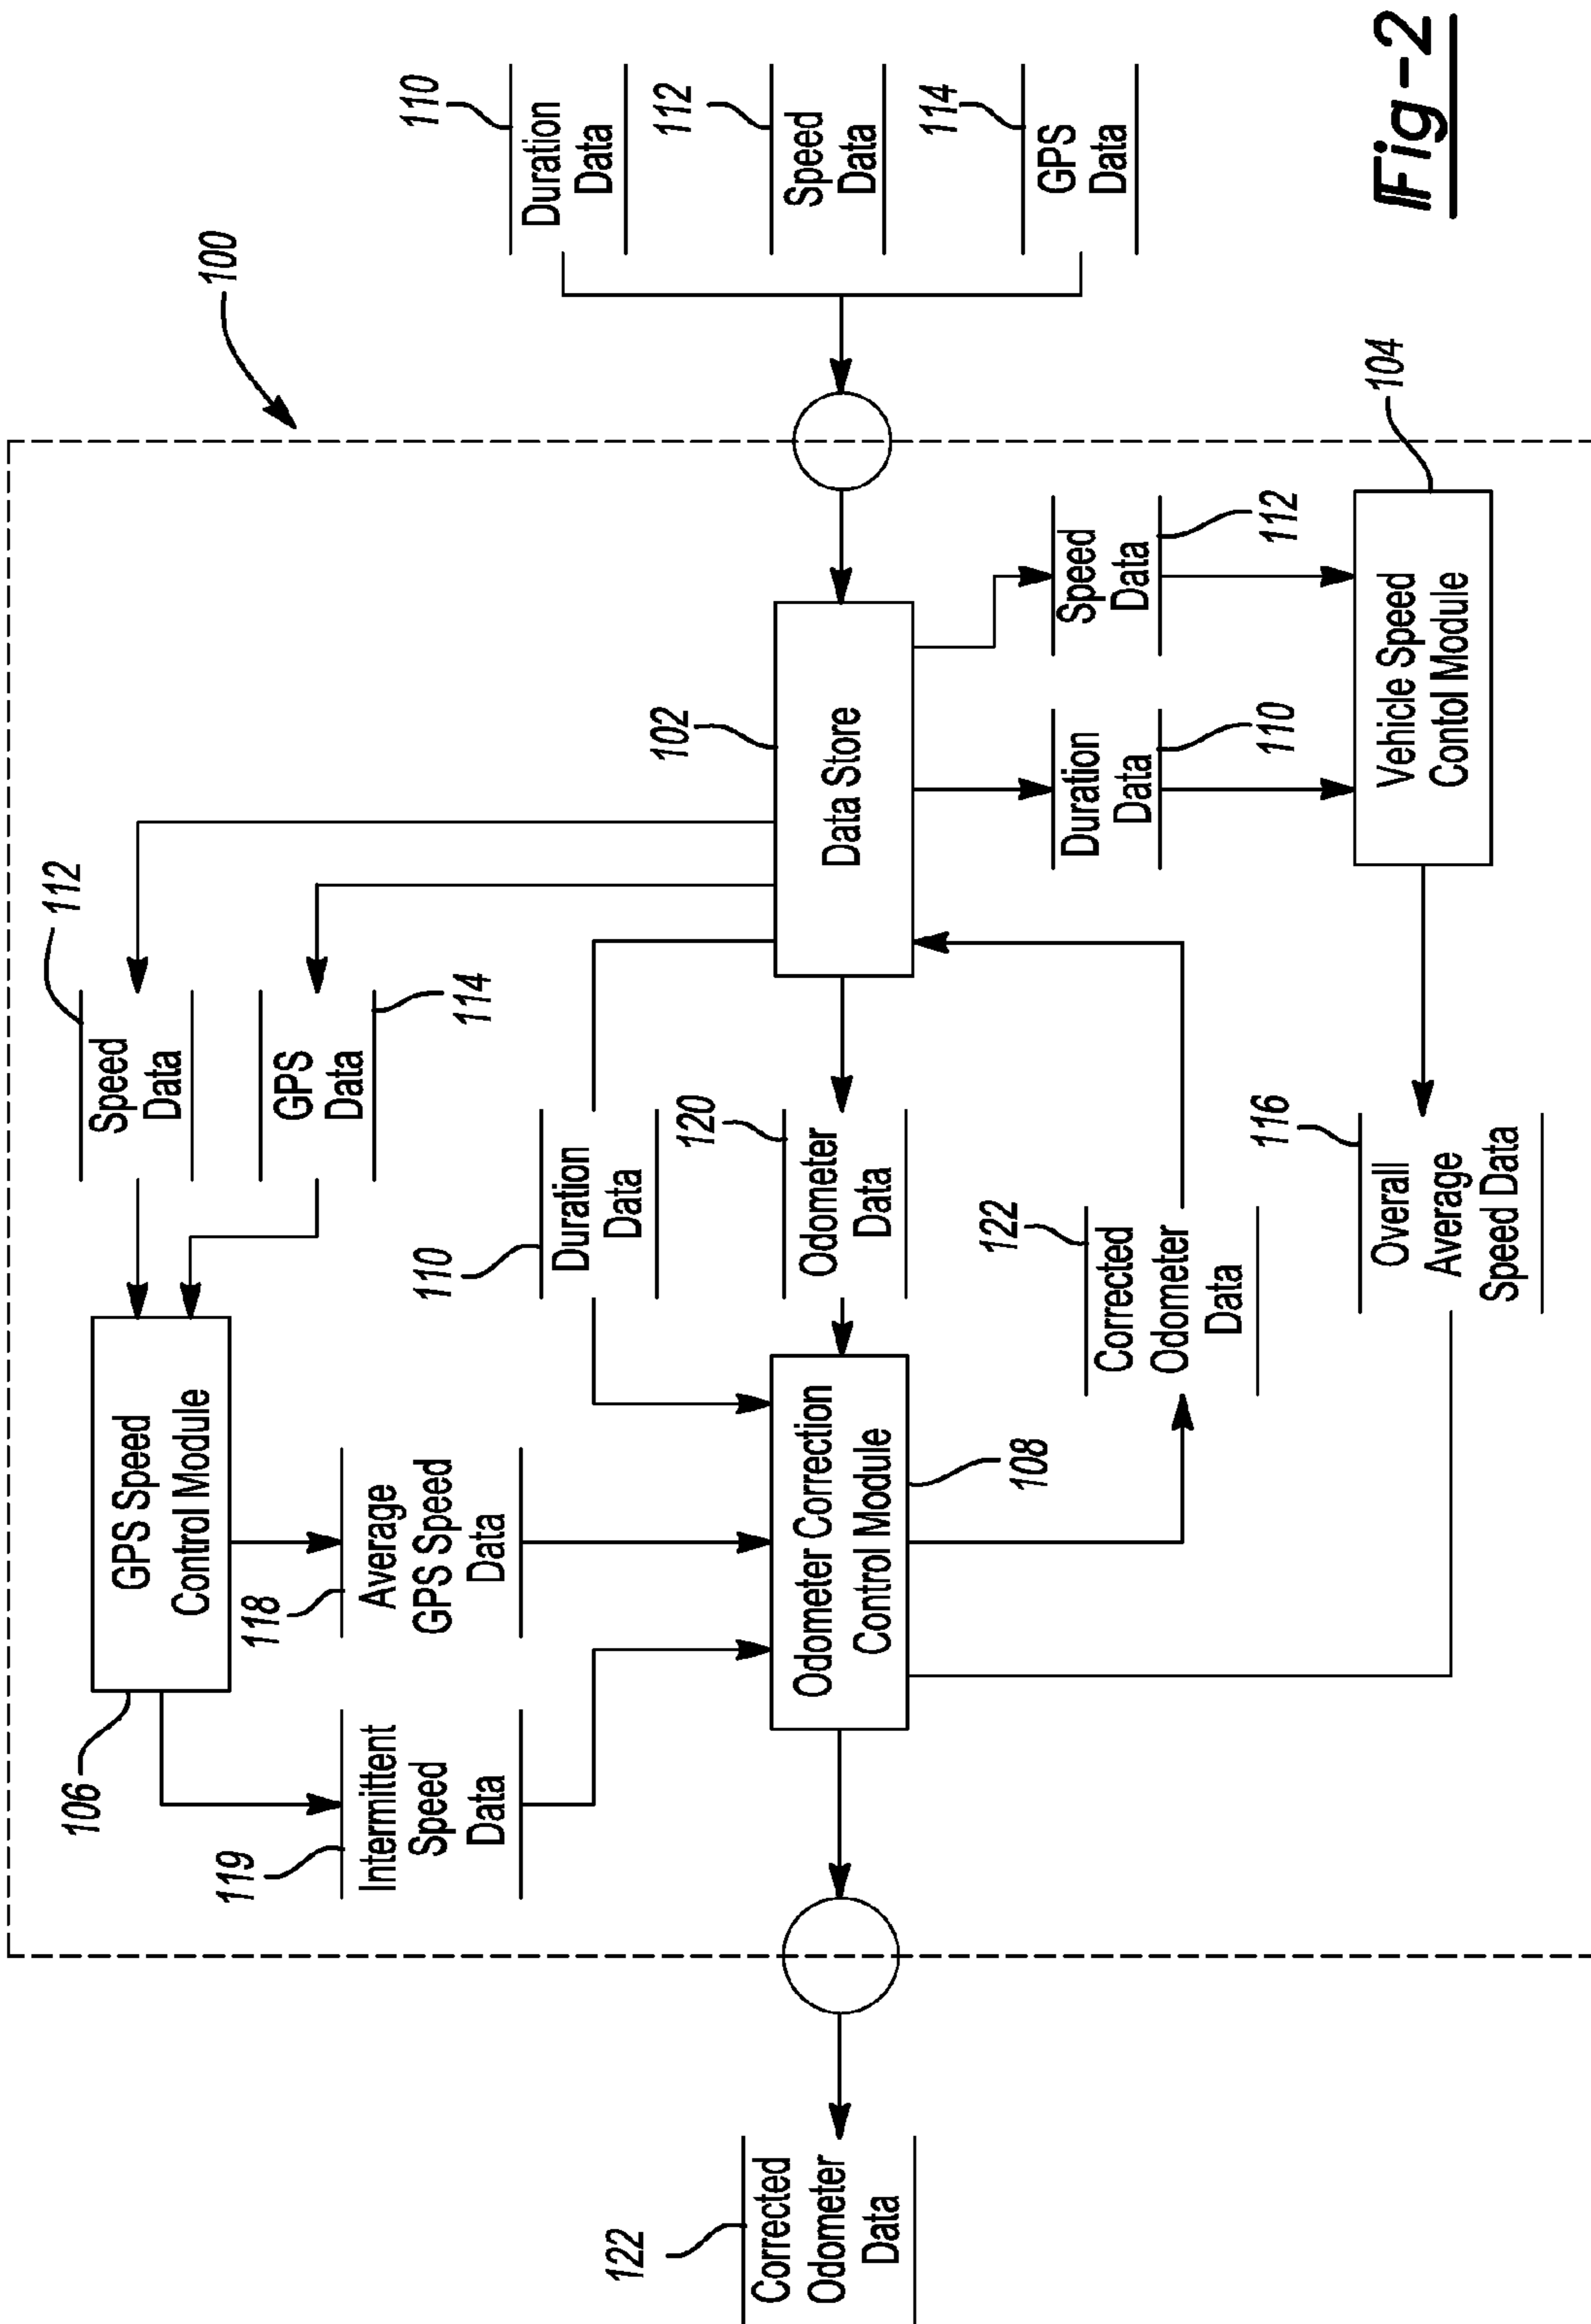 100
110
Duration
Data
112
Speed
Data
114
GPS
Data
Fig-2
112
Speed
Data
GPS
Data
114
102
Data Store
Speed
Data
112
Duration
Data
110
104
Vehicle Speed
Contol Module
GPS Speed
Control Module
106
110
Duration
Data
120
Odometer
Data
118
Average
GPS Speed
Data
119
Intermittent
Speed
Data
Odometer Correction
Control Module
108
122
Corrected
Odometer
Data
116
Overall
Average
Speed Data
122
Corrected
Odometer
Data